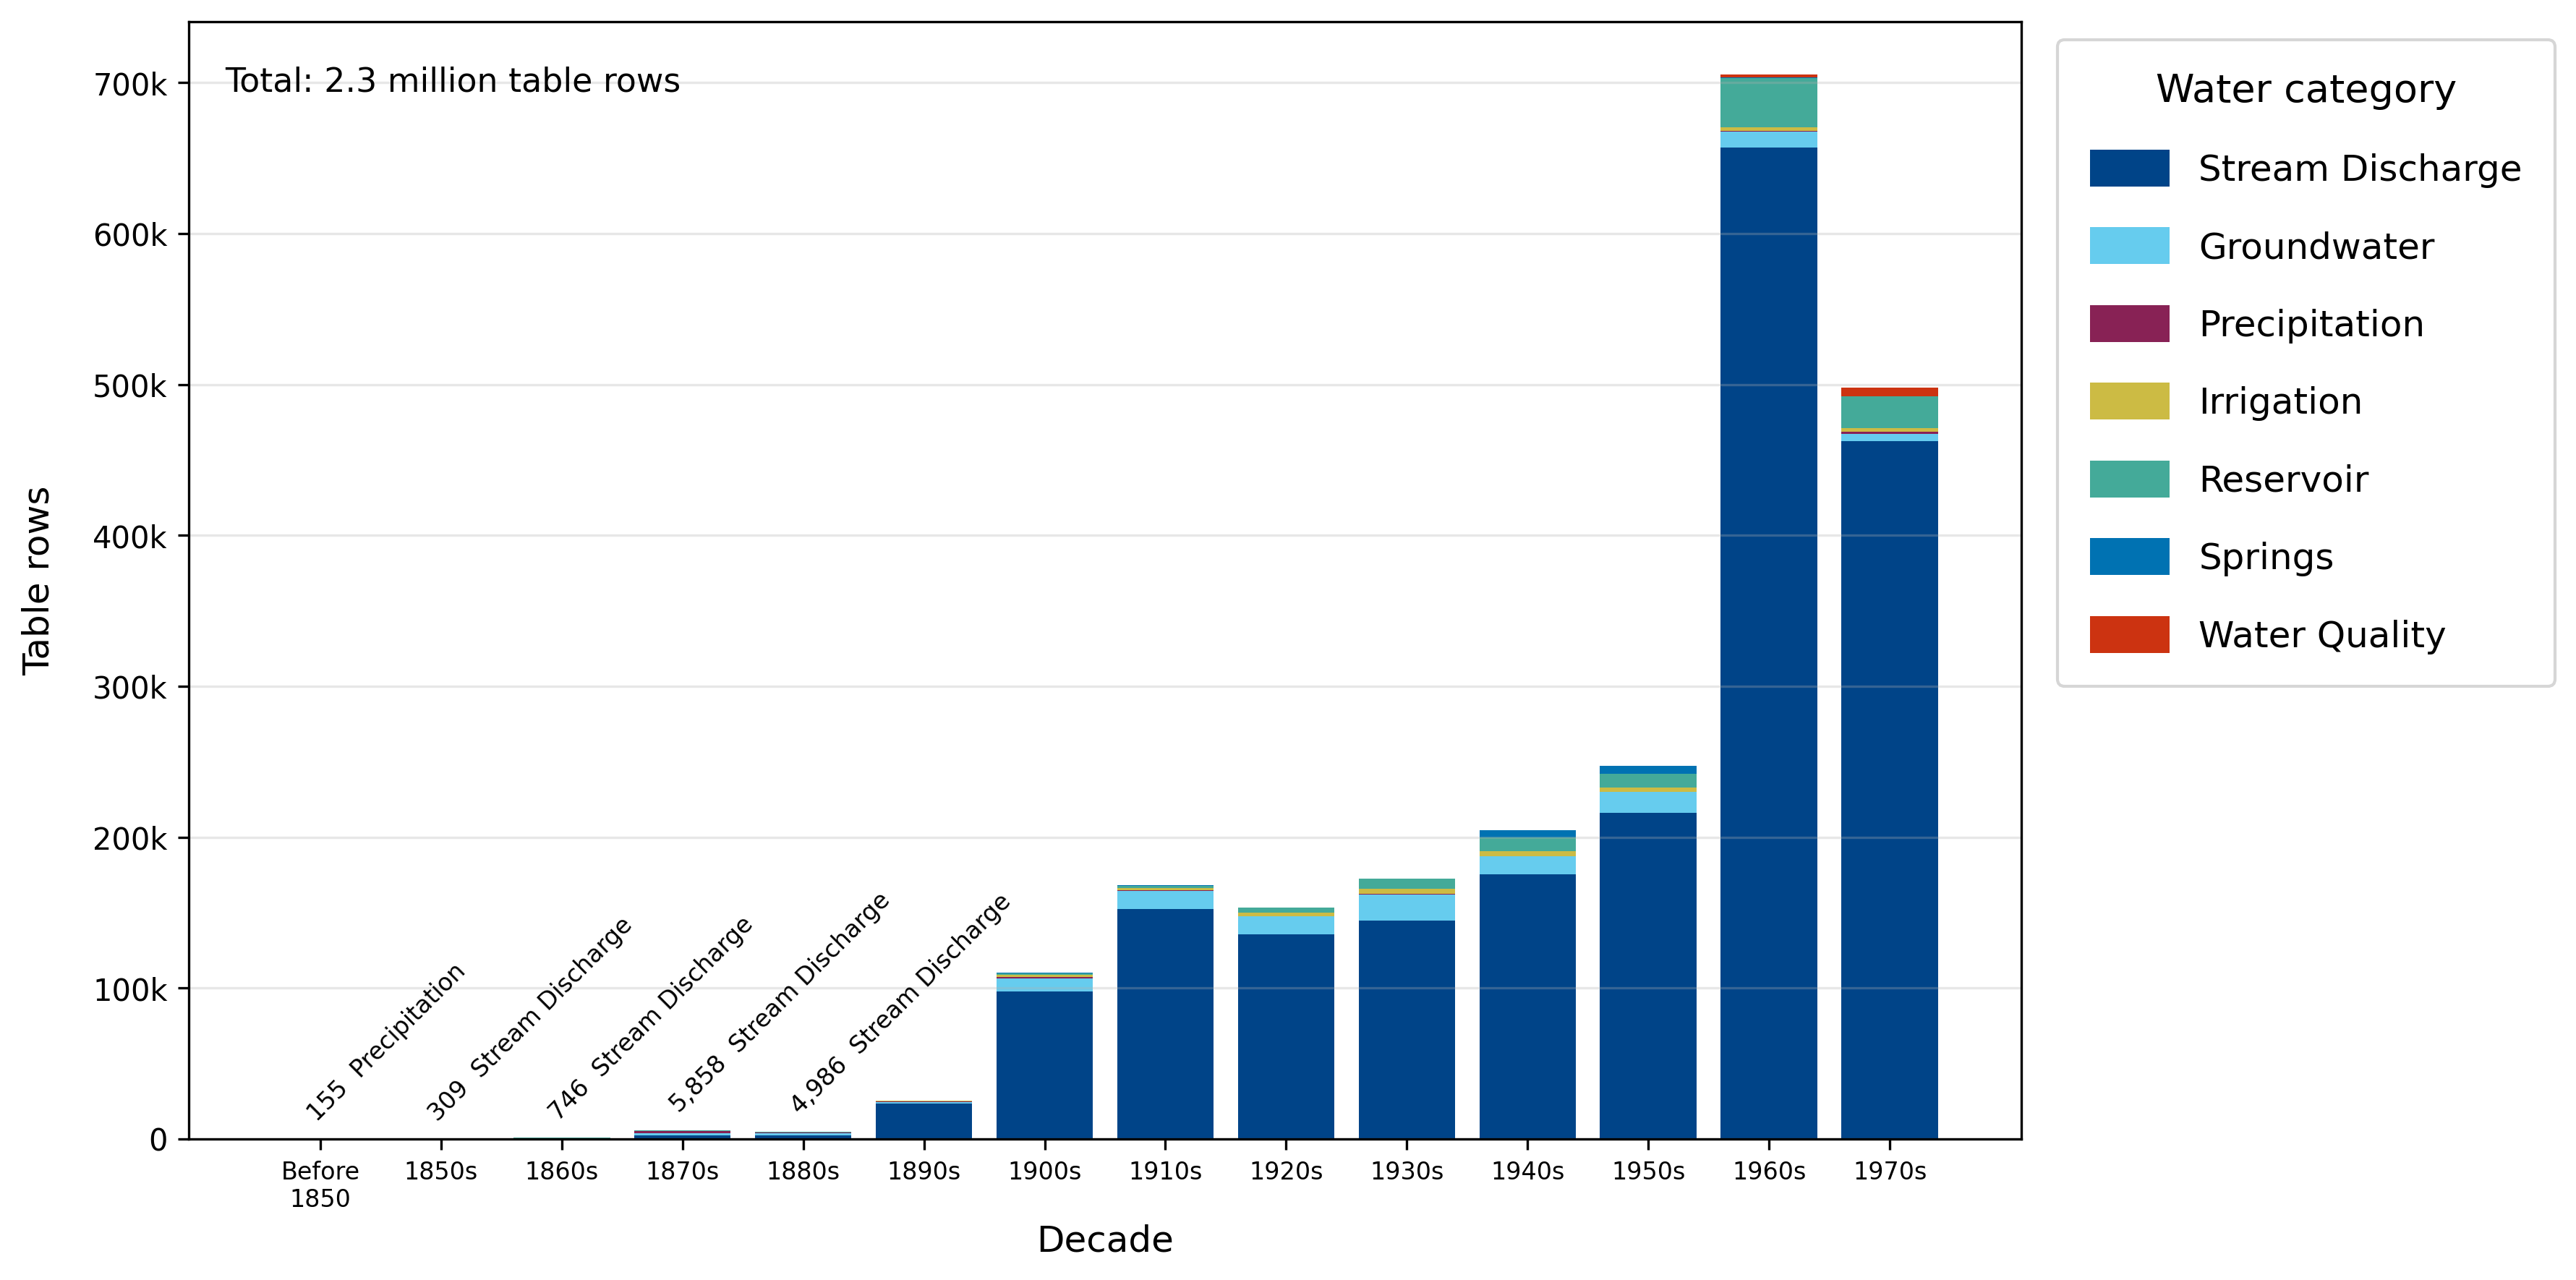 Total: 2.3 million table rows
700k
600k
500k
400k
300k
200k
100k
0
Table rows
155 Precipitation
309 Stream Discharge
746 Stream Discharge
5,858 Stream Discharge
4,986 Stream Discharge
Before
1850
1850s
1860s
1870s
1880s
1890s
1900s
1910s
1920s
1930s
1940s
1950s
1960s
1970s
Decade
Water category
Stream Discharge
Groundwater
Precipitation
Irrigation
Reservoir
Springs
Water Quality